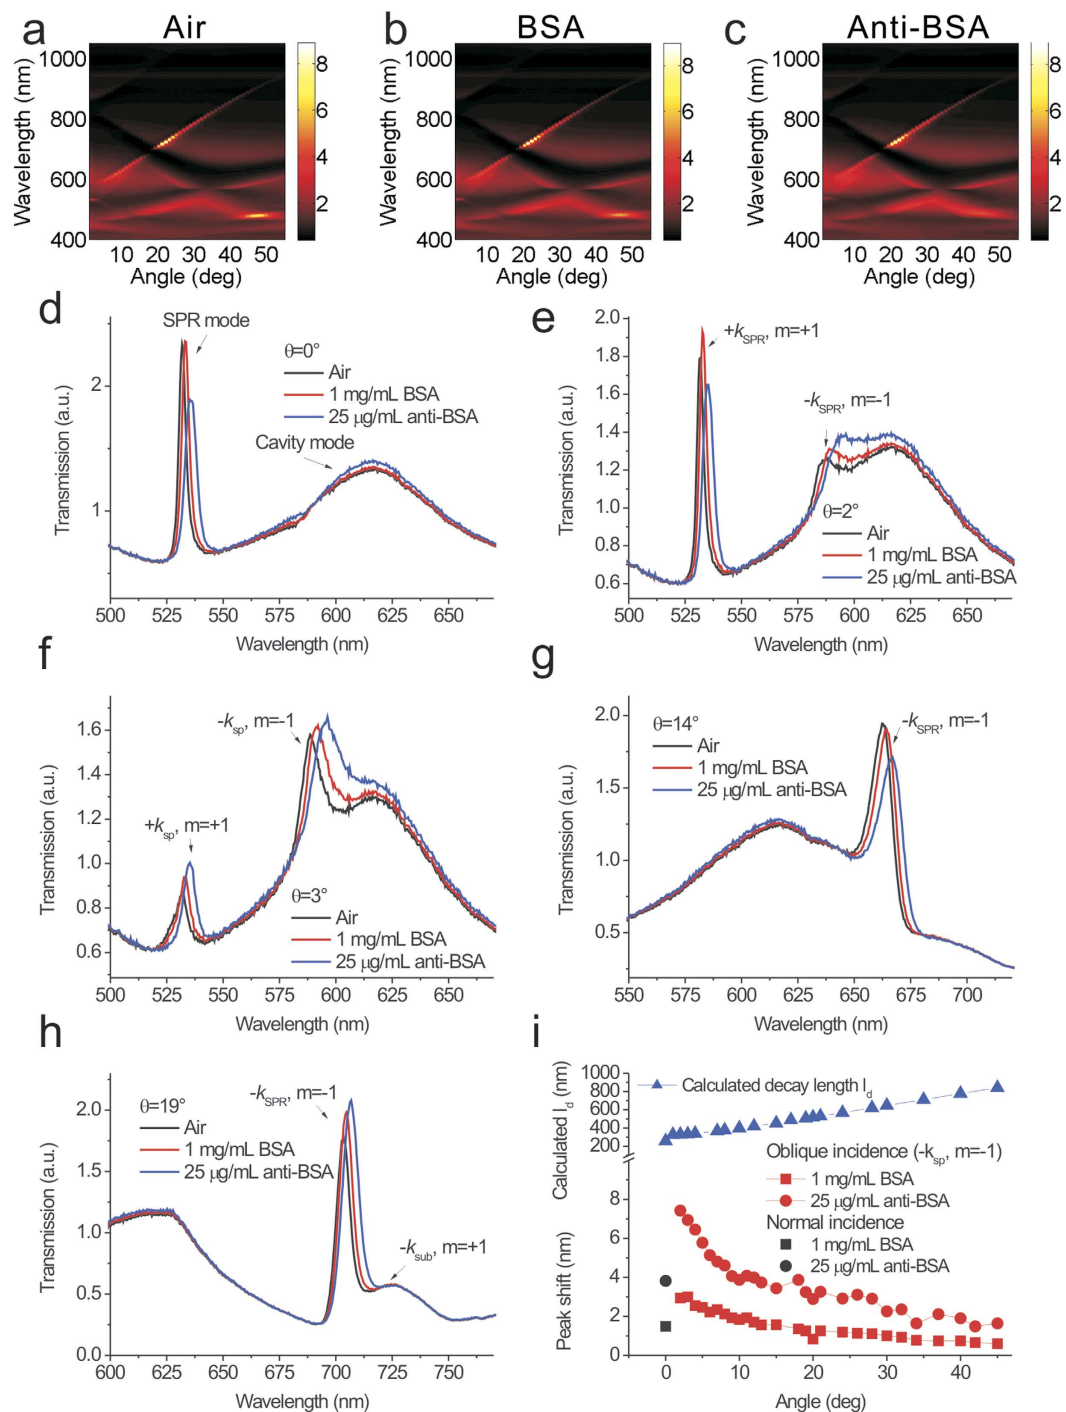 a Air b BSA c Anti-BSA
Wavelength (nm)
1000
800
600
400
10 20 30 40 50
Angle (deg)
8
6
4
2
Wavelength (nm)
1000
800
600
400
10 20 30 40 50
Angle (deg)
8
6
4
2
Wavelength (nm)
1000
800
600
400
10 20 30 40 50
Angle (deg)
8
6
4
2
d
SPR mode
θ=0°
Air
1 mg/mL BSA
25 µg/mL anti-BSA
Cavity mode
Transmission (a.u.)
2
1
500 525 550 575 600 625 650
Wavelength (nm)
e
+kSPR, m=+1
-kSPR, m=-1
θ=2°
Air
1 mg/mL BSA
25 µg/mL anti-BSA
Transmission (a.u.)
2.0
1.8
1.6
1.4
1.2
1.0
0.8
0.6
500 525 550 575 600 625 650
Wavelength (nm)
f
-ksp, m=-1
+ksp, m=+1
θ=3°
Air
1 mg/mL BSA
25 µg/mL anti-BSA
Transmission (a.u.)
1.6
1.4
1.2
1.0
0.8
0.6
500 525 550 575 600 625 650
Wavelength (nm)
g
θ=14°
Air
1 mg/mL BSA
25 µg/mL anti-BSA
-kSPR, m=-1
Transmission (a.u.)
2.0
1.5
1.0
0.5
550 575 600 625 650 675 700
Wavelength (nm)
h
θ=19°
Air
1 mg/mL BSA
25 µg/mL anti-BSA
-kSPR, m=-1
-ksub, m=+1
Transmission (a.u.)
2.0
1.5
1.0
0.5
0.0
600 625 650 675 700 725 750
Wavelength (nm)
i
Calculated ld (nm)
1000
800
600
400
200
Calculated decay length ld
Oblique incidence (-ksp, m=-1)
1 mg/mL BSA
25 µg/mL anti-BSA
Normal incidence
1 mg/mL BSA
25 µg/mL anti-BSA
Peak shift (nm)
8
6
4
2
0
0 10 20 30 40
Angle (deg)